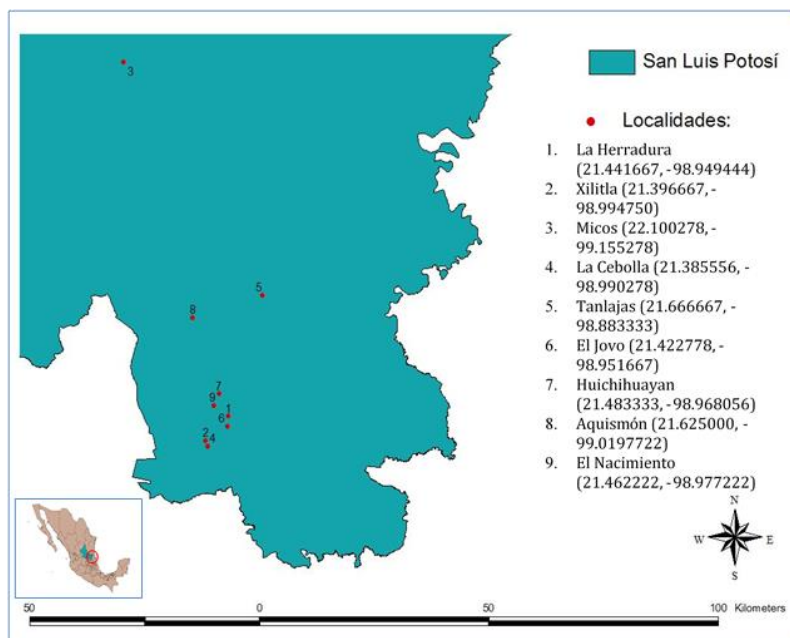 San Luis Potosí
Localidades:
1. La Herradura
(21.441667, -98.949444)
2. Xilitla (21.396667, -
98.994750)
3. Micos (22.100278, -
99.155278)
4. La Cebolla (21.385556, -
98.990278)
5. Tanlajas (21.666667, -
98.883333)
6. El Jovo (21.422778, -
98.951667)
7. Huichihuayan
(21.483333, -98.968056)
8. Aquismón (21.625000, -
99.0197722)
9. El Nacimiento
(21.462222, -98.977222)
3
5
8
7
9
1
6
2
4
N
W E
S
50 0 50 100 Kilometers